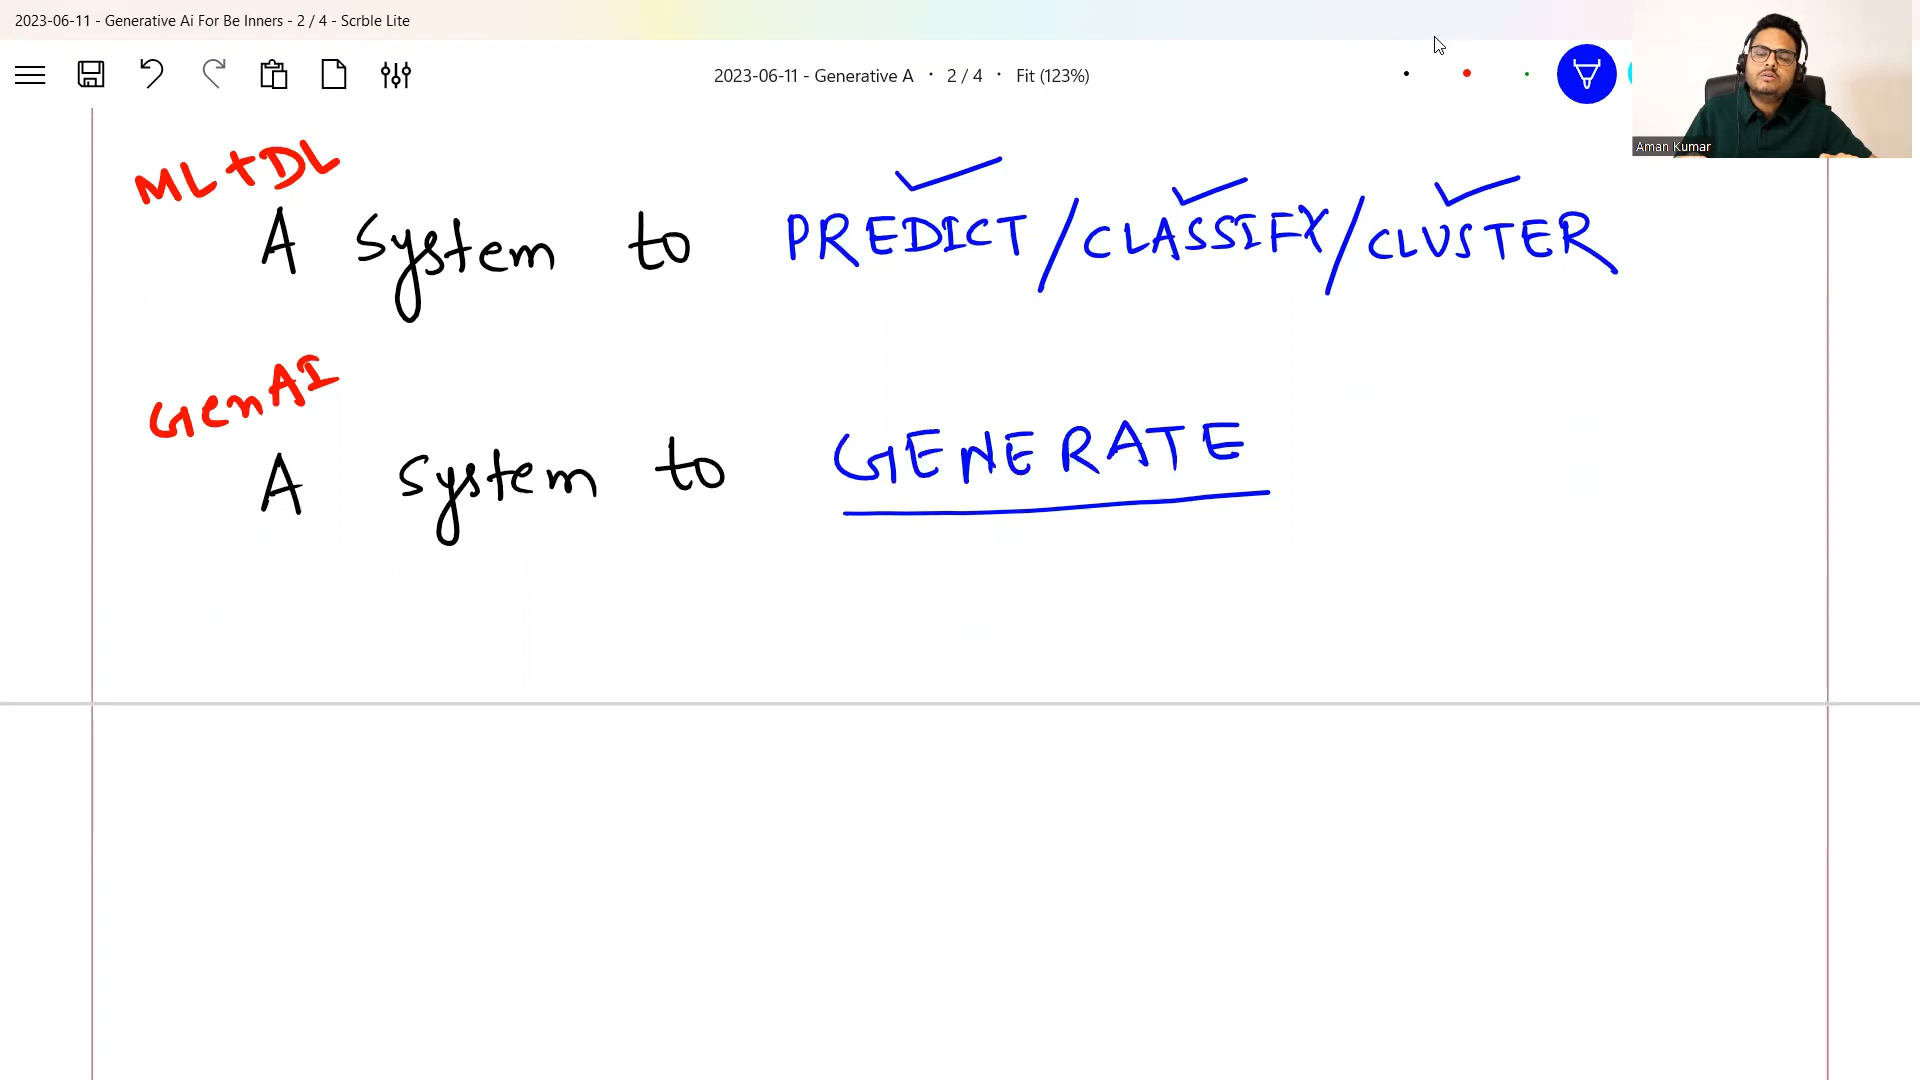 2023-06-11 - Generative Ai For Be Inners - 2 / 4 - Scrble Lite
2023-06-11 - Generative A · 2 / 4 · Fit (123%)
Aman Kumar
ML+DL
A system to PREDICT/CLASSIFY/CLUSTER
GenAI
A system to GENERATE